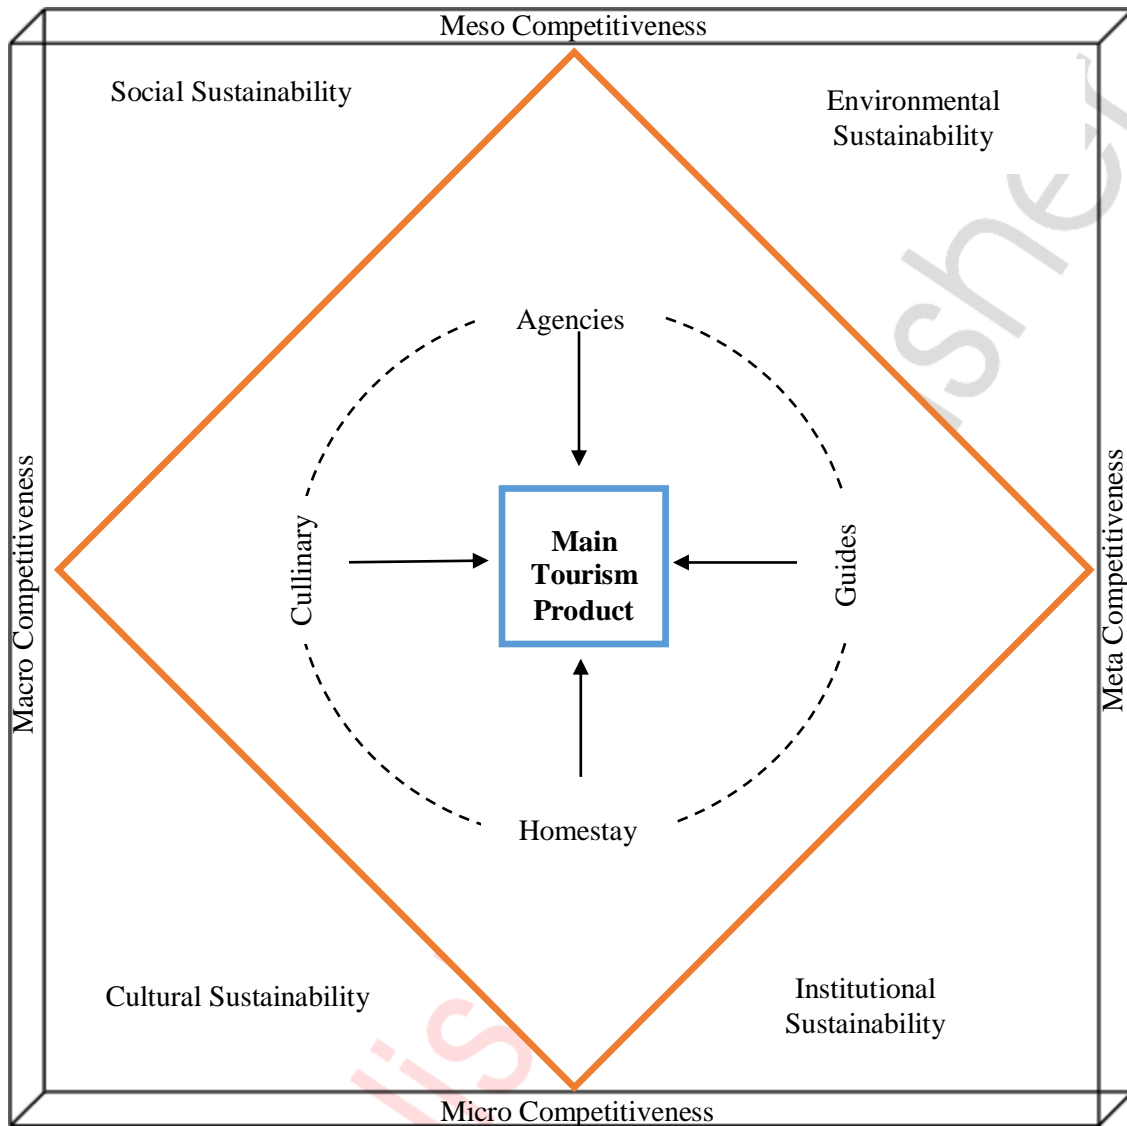 Meso Competitiveness
Social Sustainability
Environmental
Sustainability
Agencies
Macro Competitiveness
Cullinary
Main
Tourism
Product
Guides
Meta Competitiveness
Homestay
Cultural Sustainability
Institutional
Sustainability
Micro Competitiveness